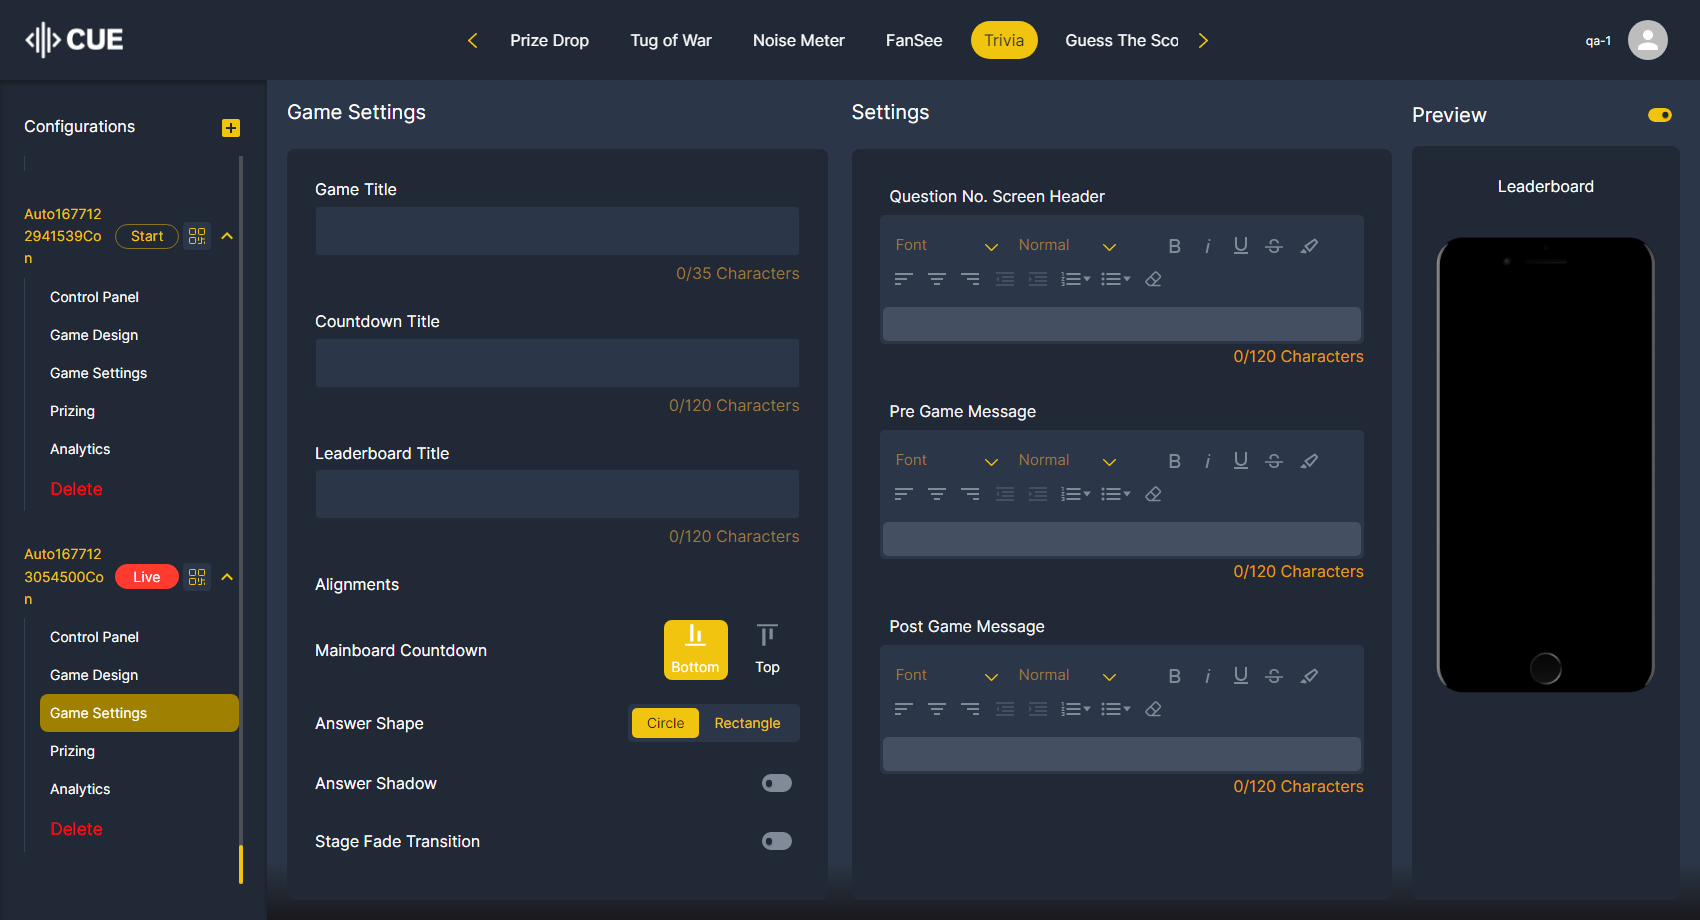 CUE
Prize Drop
Tug of War
Noise Meter
FanSee
Trivia
Guess The Sco
qa-1
Configurations
Auto167712
2941539Co
n
Start
Control Panel
Game Design
Game Settings
Prizing
Analytics
Delete
Auto167712
3054500Co
n
Live
Control Panel
Game Design
Game Settings
Prizing
Analytics
Delete
Game Settings
Game Title
0/35 Characters
Countdown Title
0/120 Characters
Leaderboard Title
0/120 Characters
Alignments
Mainboard Countdown
Bottom
Top
Answer Shape
Circle
Rectangle
Answer Shadow
Stage Fade Transition
Settings
Question No. Screen Header
Font
Normal
0/120 Characters
Pre Game Message
Font
Normal
0/120 Characters
Post Game Message
Font
Normal
0/120 Characters
Preview
Leaderboard